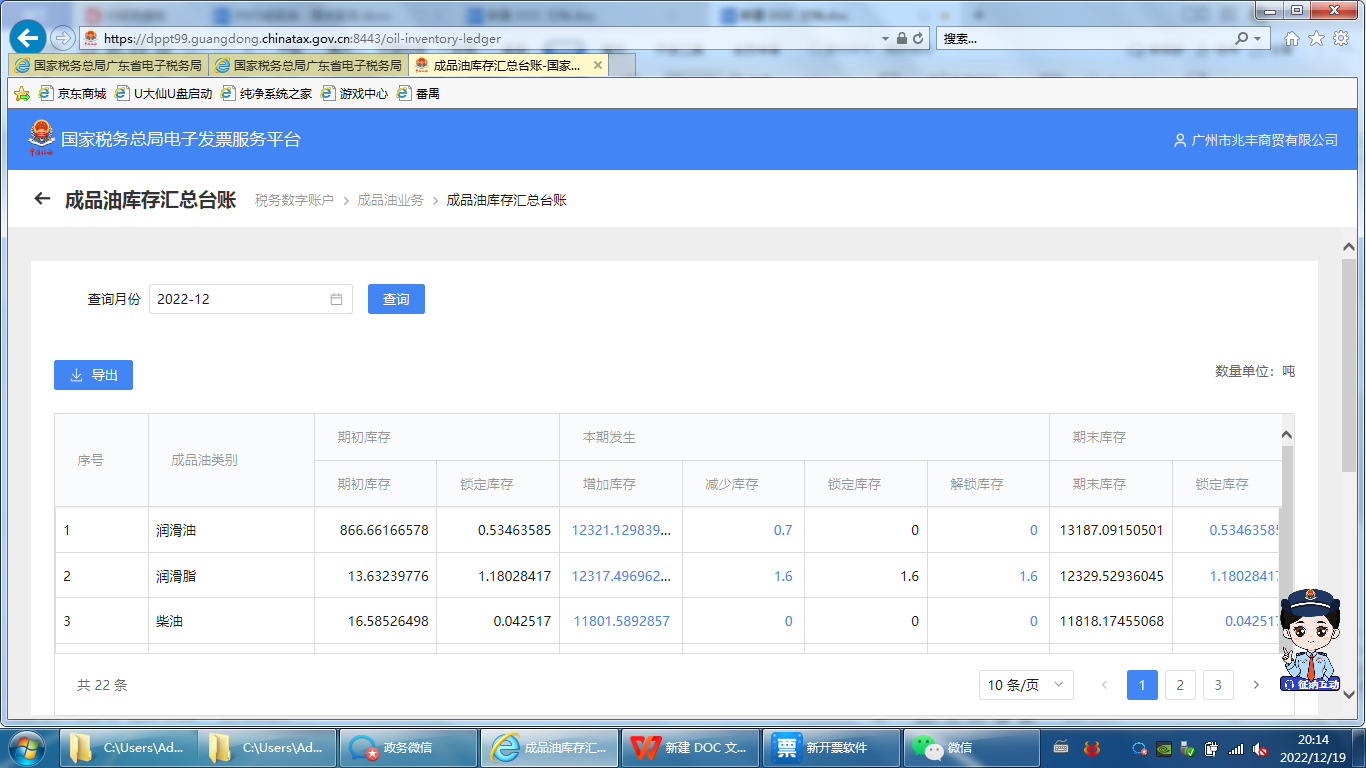 https://dppt99.guangdong.chinatax.gov.cn:8443/oil-inventory-ledger
搜索...
国家税务总局广东省电子税务局
国家税务总局广东省电子税务局
成品油库存汇总台账-国家...
京东商城
U大仙U盘启动
纯净系统之家
游戏中心
番禺
国家税务总局电子发票服务平台
广州市兆丰商贸有限公司
成品油库存汇总台账
税务数字账户 > 成品油业务 > 成品油库存汇总台账
查询月份 2022-12 查询
导出
数量单位：吨
序号 成品油类别 期初库存 本期发生 期末库存
期初库存 锁定库存 增加库存 减少库存 锁定库存 解锁库存 期末库存 锁定库存
1 润滑油 866.66166578 0.53463585 12321.129839... 0.7 0 0 13187.09150501 0.53463585
2 润滑脂 13.63239776 1.18028417 12317.496962... 1.6 1.6 1.6 12329.52936045 1.18028417
3 柴油 16.58526498 0.042517 11801.5892857 0 0 0 11818.17455068 0.042517
共 22 条
10 条/页
1 2 3
征纳互动
C:\Users\Ad...
C:\Users\Ad...
政务微信
成品油库存汇...
新建 DOC 文...
票 新开票软件
微信
20:14
2022/12/19